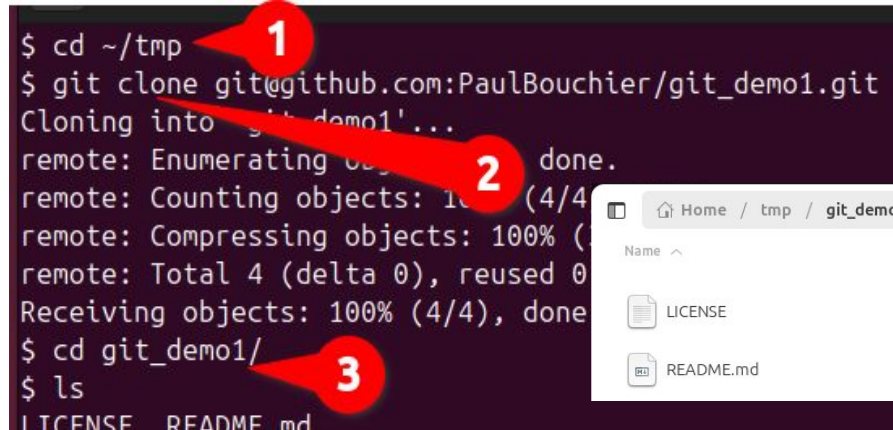 $ cd ~/tmp
1
$ git clone git@github.com:PaulBouchier/git_demo1.git
Cloning into 'git_demo1'...
remote: Enumerating done.
2
remote: Counting objects: (4/4
remote: Compressing objects: 100% (
remote: Total 4 (delta 0), reused 0
Receiving objects: 100% (4/4), done
$ cd git_demo1/
3
$ ls
LICENSE README.md
Home / tmp / git_demo
Name
LICENSE
README.md